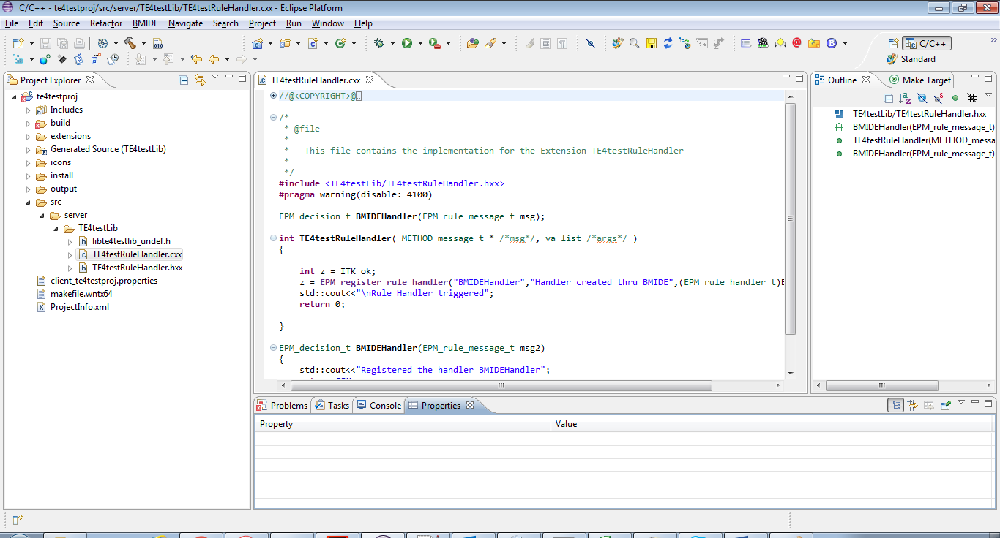 C/C++ - te4testproj/src/server/TE4testLib/TE4testRuleHandler.cxx - Eclipse Platform
File Edit Source Refactor BMIDE Navigate Search Project Run Window Help
C/C++
Standard
Project Explorer
te4testproj
Includes
build
extensions
Generated Source (TE4testLib)
icons
install
output
src
server
TE4testLib
libte4testlib_undef.h
TE4testRuleHandler.cxx
TE4testRuleHandler.hxx
client_te4testproj.properties
makefile.wntx64
ProjectInfo.xml
TE4testRuleHandler.cxx
//@<COPYRIGHT>@
/*
* @file
*
*   This file contains the implementation for the Extension TE4testRuleHandler
*
*/
#include <TE4testLib/TE4testRuleHandler.hxx>
#pragma warning(disable: 4100)
EPM_decision_t BMIDEHandler(EPM_rule_message_t msg);
int TE4testRuleHandler( METHOD_message_t * /*msg*/, va_list /*args*/ )
{
int z = ITK_ok;
z = EPM_register_rule_handler("BMIDEHandler","Handler created thru BMIDE",(EPM_rule_handler_t)B
std::cout<<"\nRule Handler triggered";
return 0;
}
EPM_decision_t BMIDEHandler(EPM_rule_message_t msg2)
{
std::cout<<"Registered the handler BMIDEHandler";
Outline Make Target
TE4testLib/TE4testRuleHandler.hxx
BMIDEHandler(EPM_rule_message_t)
TE4testRuleHandler(METHOD_messa
BMIDEHandler(EPM_rule_message_t)
Problems Tasks Console Properties
Property Value